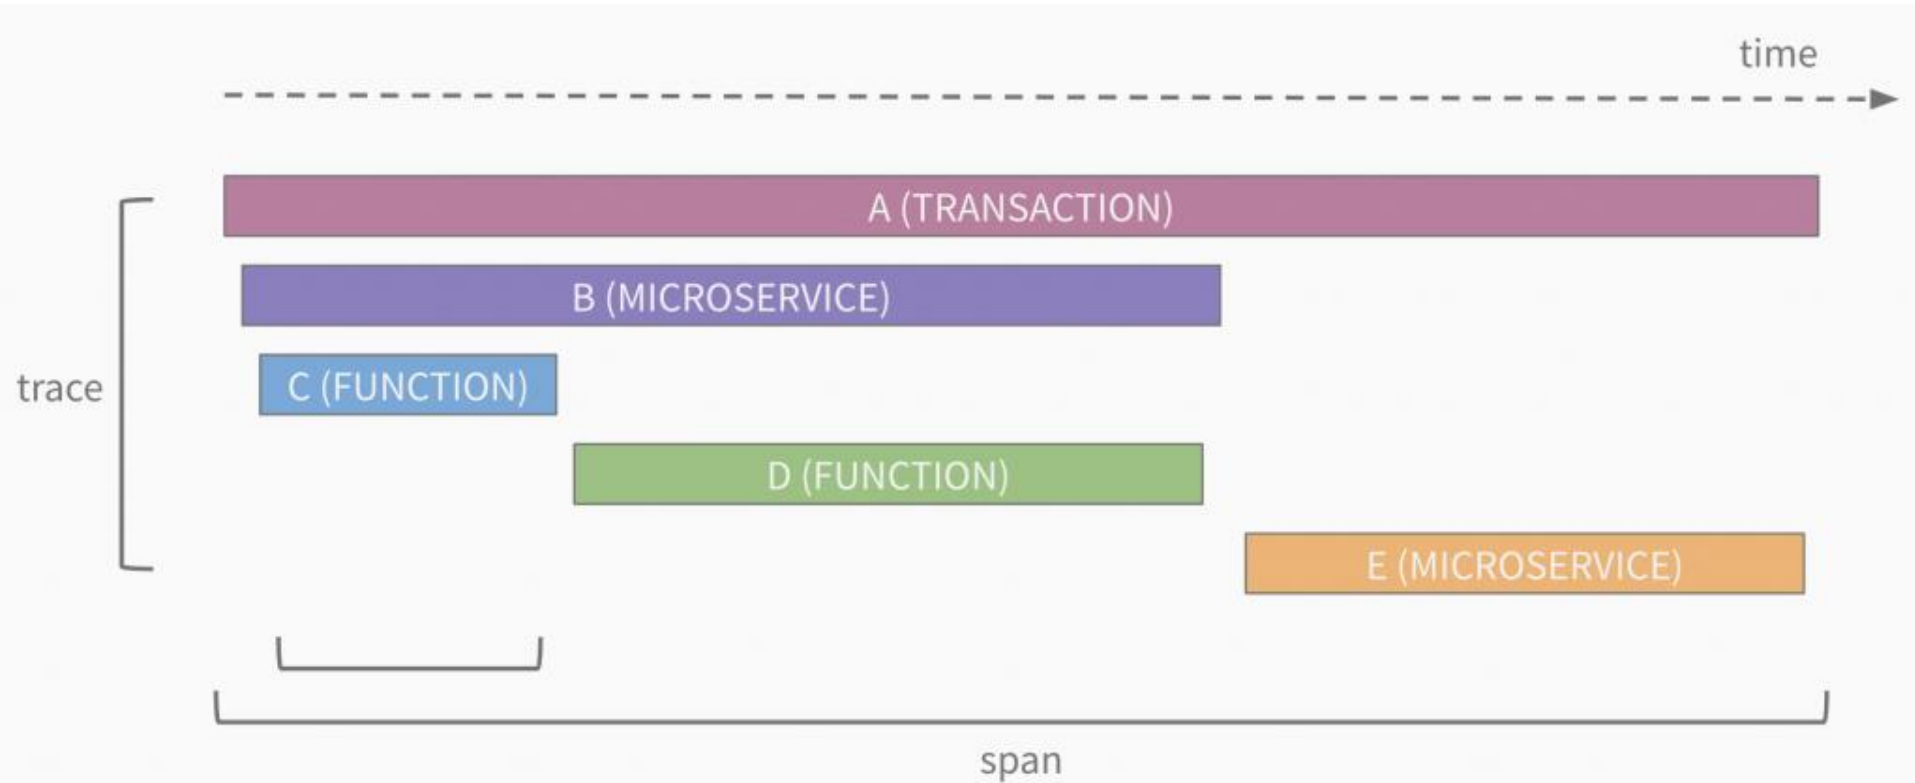 time
A (TRANSACTION)
B (MICROSERVICE)
C (FUNCTION)
trace
D (FUNCTION)
E (MICROSERVICE)
span